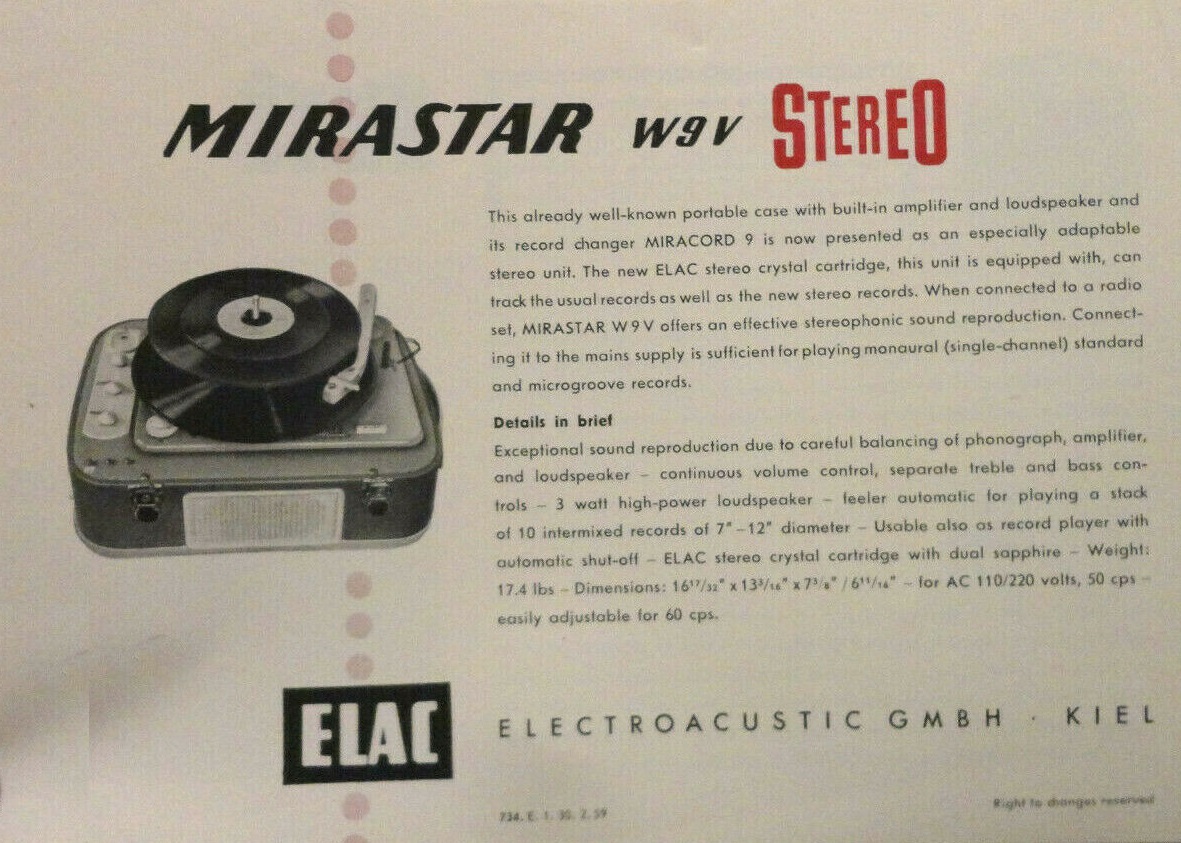 MIRASTAR W9V STEREO
This already well-known portable case with built-in amplifier and loudspeaker and
its record changer MIRACORD 9 is now presented as an especially adaptable
stereo unit. The new ELAC stereo crystal cartridge, this unit is equipped with, can
track the usual records as well as the new stereo records. When connected to a radio
set, MIRASTAR W 9 V offers an effective stereophonic sound reproduction. Connect-
ing it to the mains supply is sufficient for playing monaural (single-channel) standard
and microgroove records.
Details in brief
Exceptional sound reproduction due to careful balancing of phonograph, amplifier,
and loudspeaker – continuous volume control, separate treble and bass con-
trols – 3 watt high-power loudspeaker – feeler automatic for playing a stack
of 10 intermixed records of 7" – 12" diameter – Usable also as record player with
automatic shut-off – ELAC stereo crystal cartridge with dual sapphire – Weight:
17.4 lbs – Dimensions: 16¹⁷/₃₂" x 13³/₁₆" x 7³/₈" / 6¹¹/₁₆" – for AC 110/220 volts, 50 cps –
easily adjustable for 60 cps.
ELAC
ELECTROACUSTIC GMBH · KIEL
734. E. 1. 30. 2. 59
Right to changes reserved